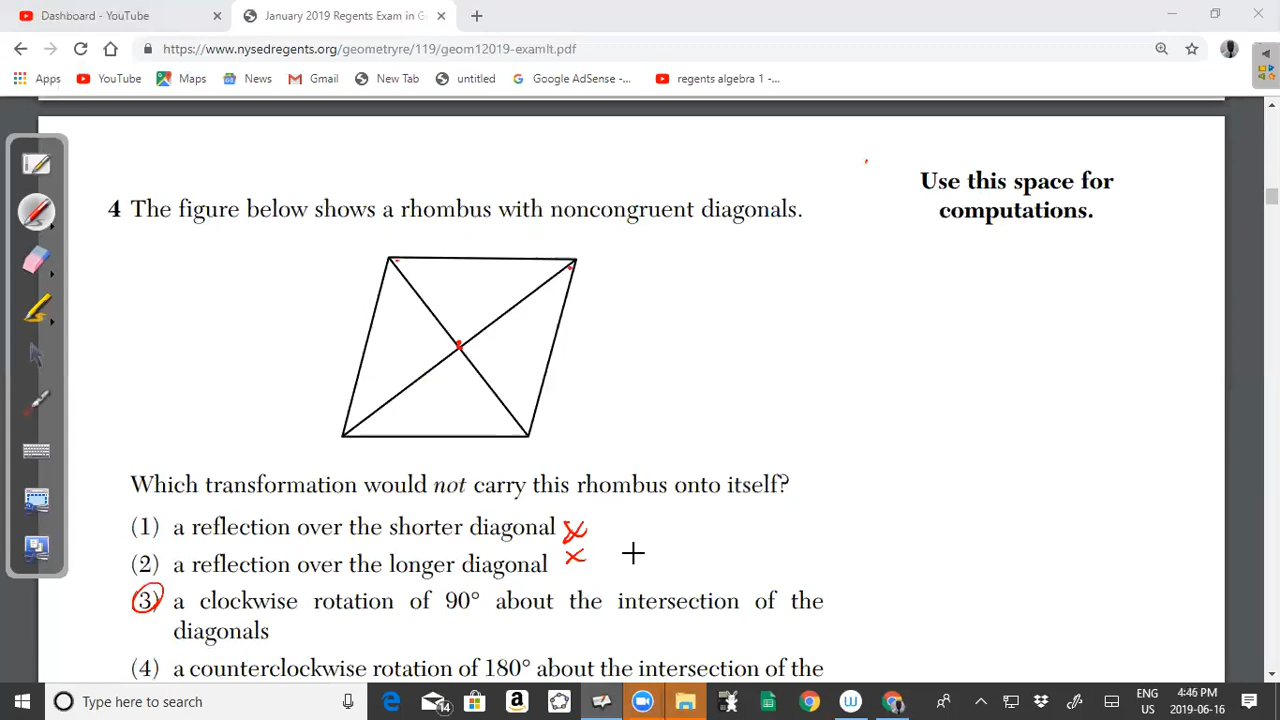 Dashboard - YouTube
January 2019 Regents Exam in G
https://www.nysedregents.org/geometryre/119/geom12019-examlt.pdf
Apps YouTube Maps News Gmail New Tab untitled Google AdSense -... regents algebra 1 -...
Use this space for
computations.
4 The figure below shows a rhombus with noncongruent diagonals.
Which transformation would not carry this rhombus onto itself?
(1) a reflection over the shorter diagonal
(2) a reflection over the longer diagonal
(3) a clockwise rotation of 90° about the intersection of the
diagonals
(4) a counterclockwise rotation of 180° about the intersection of the
Type here to search
14
ENG
US
4:46 PM
2019-06-16